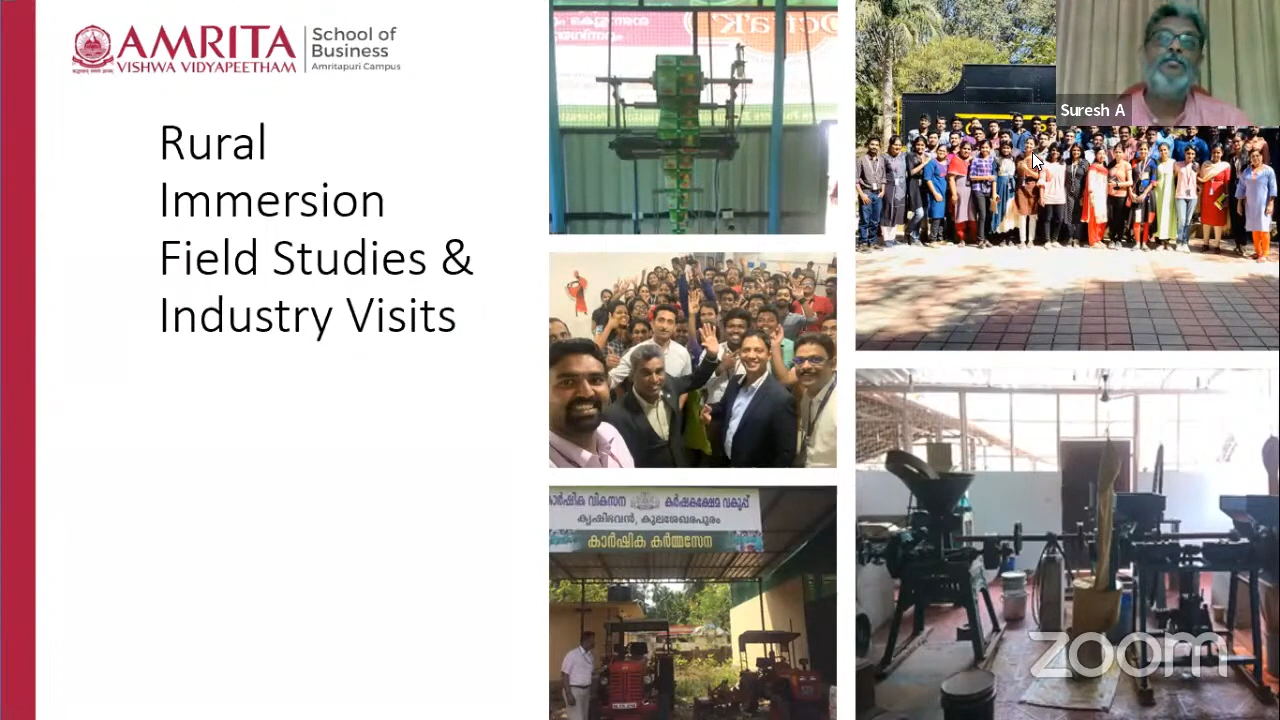 AMRITA
VISHWA VIDYAPEETHAM
School of
Business
Amritapuri Campus
Rural
Immersion
Field Studies &
Industry Visits
Suresh A
കാർഷിക വികസന കർഷകക്ഷേമ വകുപ്പ്
കൃഷിഭവൻ, കുലശേഖരപുരം
കാർഷിക കർമ്മസേന
zoom